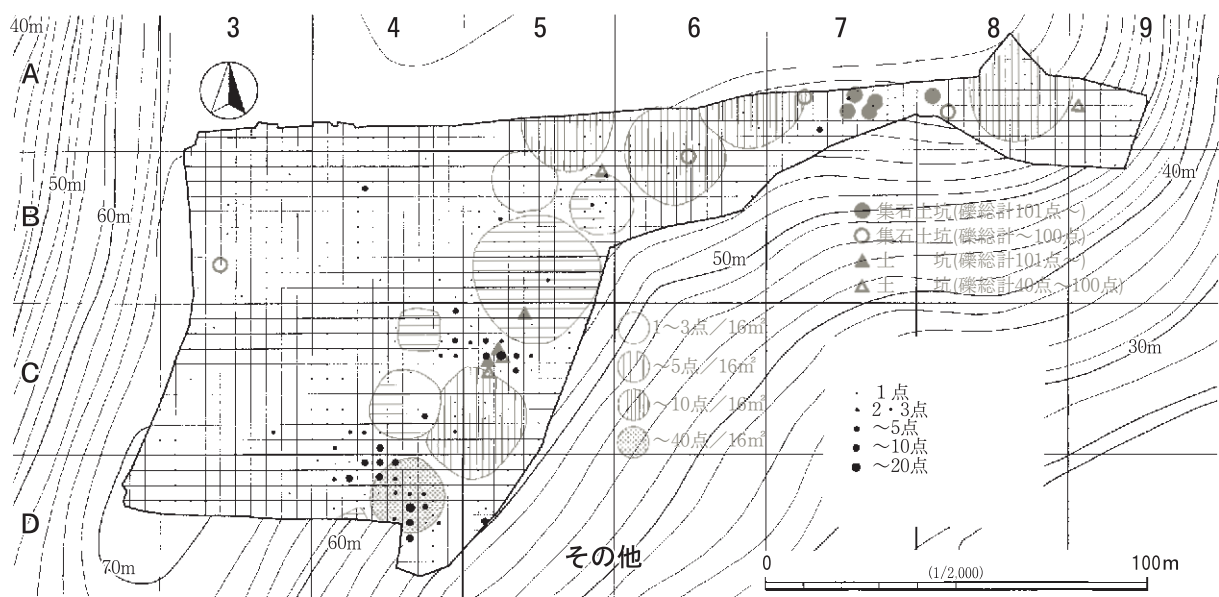 40m
3 4 5 6 7 8 9
A
50m
60m
40m
B
集石土坑(礫総計101点～)
集石土坑(礫総計～100点)
土　坑(礫総計101点～)
土　坑(礫総計40点～100点)
50m
1～3点／16㎡
～5点／16㎡
～10点／16㎡
～40点／16㎡
30m
C
1点
2・3点
～5点
～10点
～20点
D
60m
70m
その他
0 (1/2,000) 100m